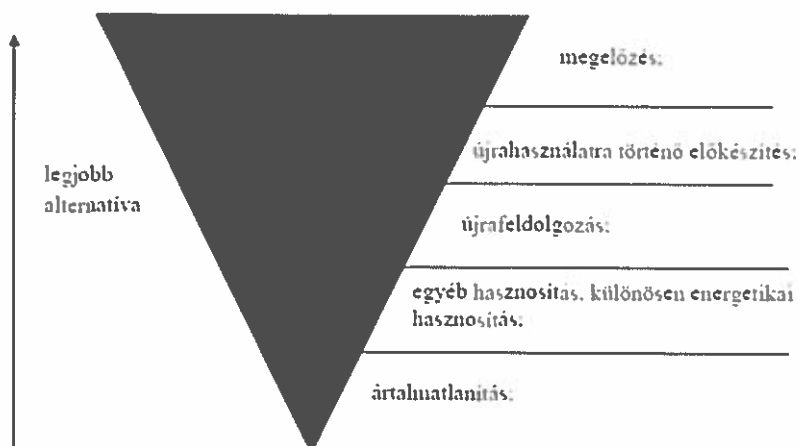 megelőzés;
újrahasználatra történő előkészítés;
legjobb
alternatíva
újrafeldolgozás;
egyéb hasznosítás, különösen energetikai
hasznosítás;
ártalmatlanítás;